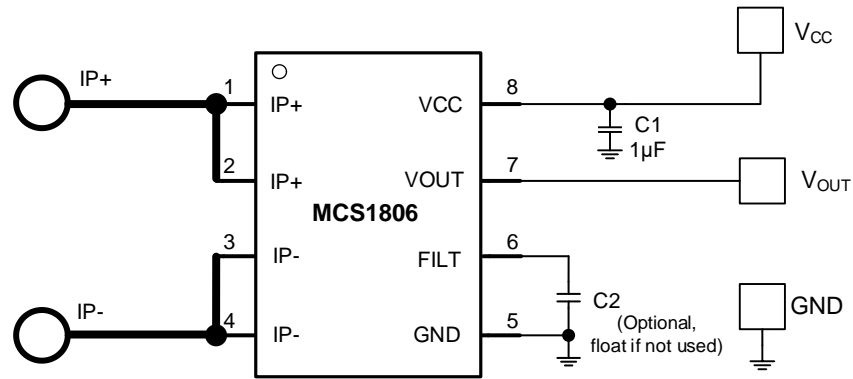 V_CC
IP+
1
8
IP+
VCC
C1
1µF
2
7
IP+
VOUT
V_OUT
MCS1806
3
6
IP-
FILT
IP-
C2
GND
4
5
IP-
GND
(Optional,
float if not used)